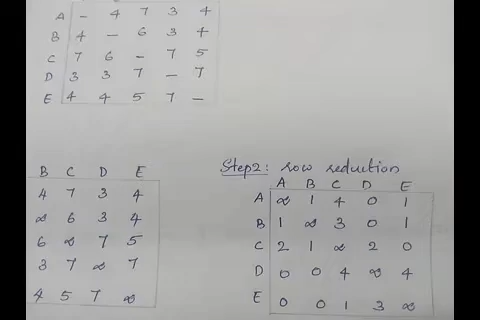 A - 4 7 3 4
B 4 - 6 3 4
C 7 6 - 7 5
D 3 3 7 - 7
E 4 4 5 7 -
B C D E
4 7 3 4
∞ 6 3 4
6 ∞ 7 5
3 7 ∞ 7
4 5 7 ∞
Step2: row reduction
A B C D E
A ∞ 1 4 0 1
B 1 ∞ 3 0 1
C 2 1 ∞ 2 0
D 0 0 4 ∞ 4
E 0 0 1 3 ∞